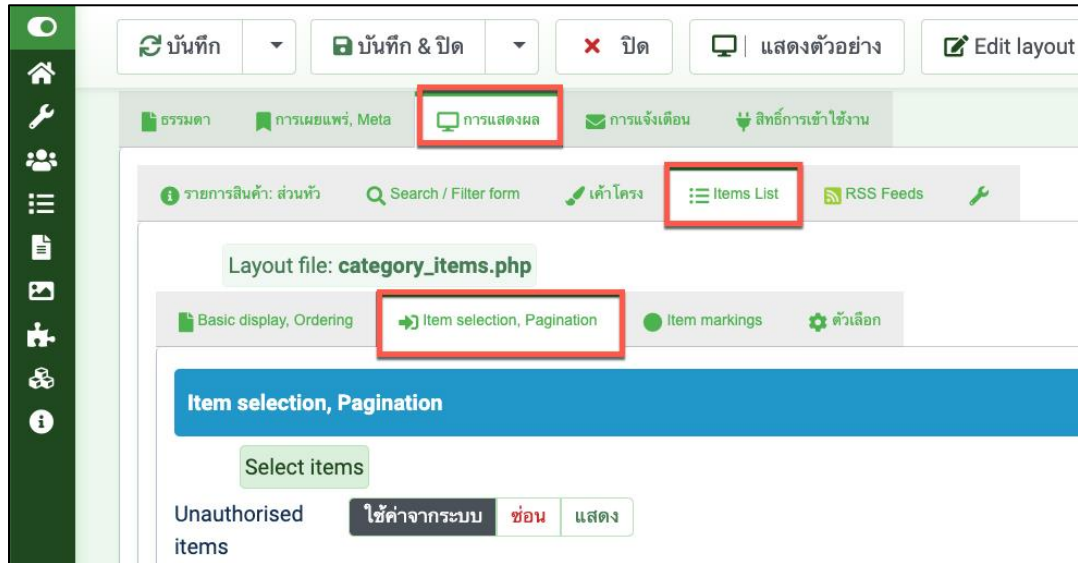 บันทึก บันทึก & ปิด ปิด แสดงตัวอย่าง Edit layout
ธรรมดา การเผยแพร่, Meta การแสดงผล การแจ้งเตือน สิทธิ์การเข้าใช้งาน
รายการสินค้า: ส่วนหัว Search / Filter form เค้าโครง Items List RSS Feeds
Layout file: category_items.php
Basic display, Ordering Item selection, Pagination Item markings ตัวเลือก
Item selection, Pagination
Select items
Unauthorised ใช้ค่าจากระบบ ซ่อน แสดง
items